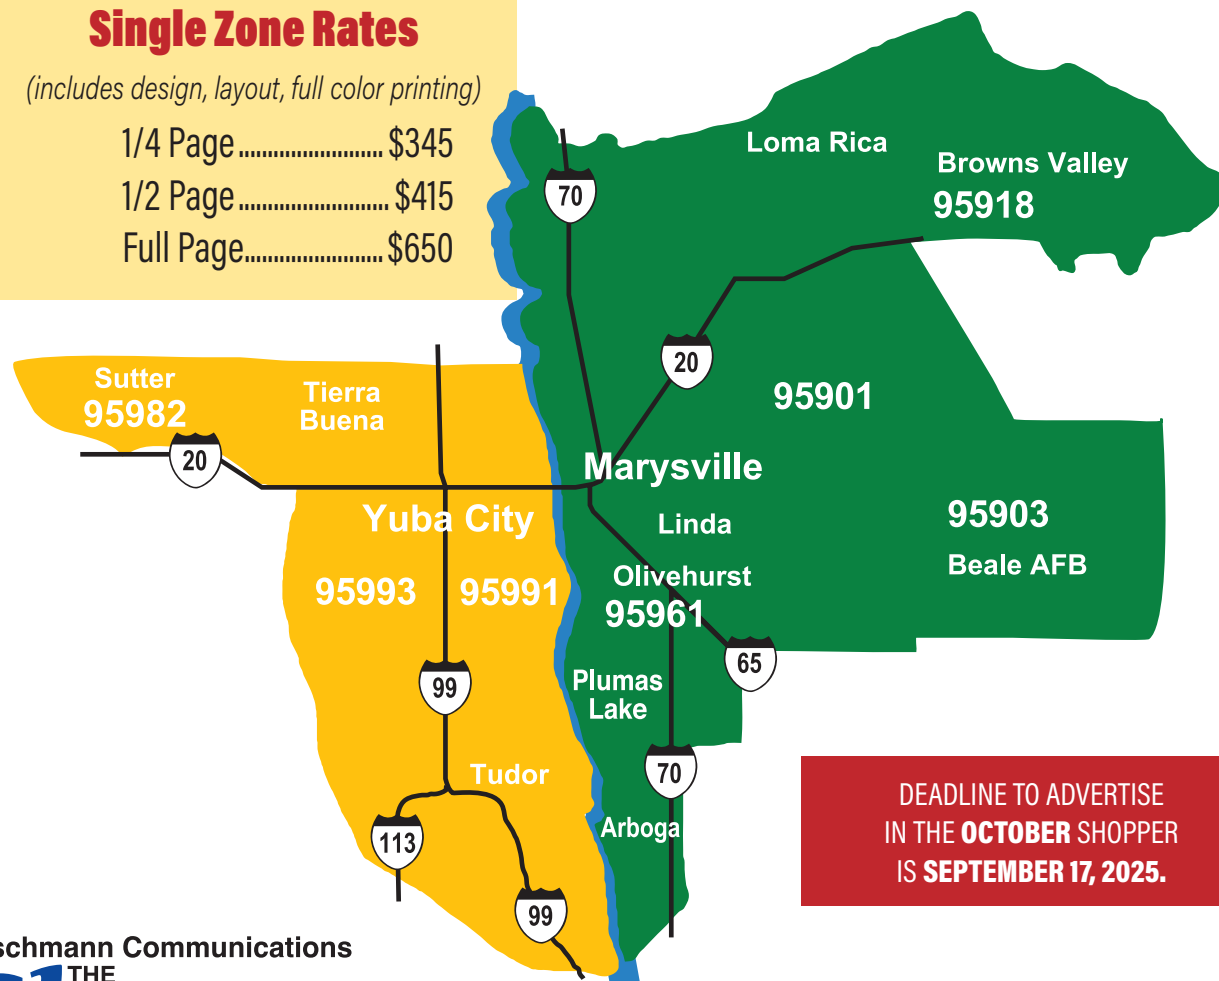 Single Zone Rates
(includes design, layout, full color printing)
1/4 Page........................ $345
1/2 Page......................... $415
Full Page....................... $650
70
Loma Rica
Browns Valley
95918
20
Sutter
95982
Tierra
Buena
95901
20
Marysville
Yuba City
Linda
95903
Beale AFB
95993
95991
Olivehurst
95961
65
99
Plumas
Lake
70
Tudor
Arboga
113
99
DEADLINE TO ADVERTISE
IN THE OCTOBER SHOPPER
IS SEPTEMBER 17, 2025.
Communications
THE